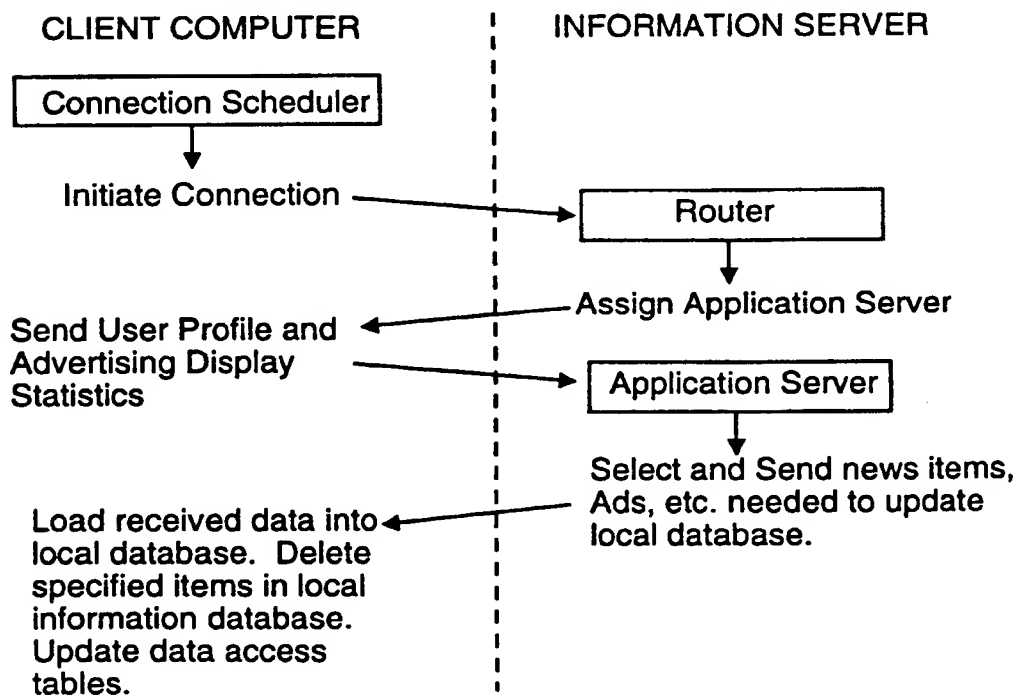 CLIENT COMPUTER
INFORMATION SERVER
Connection Scheduler
Initiate Connection
Router
Assign Application Server
Send User Profile and
Advertising Display
Statistics
Application Server
Select and Send news items,
Ads, etc. needed to update
local database.
Load received data into
local database. Delete
specified items in local
information database.
Update data access
tables.